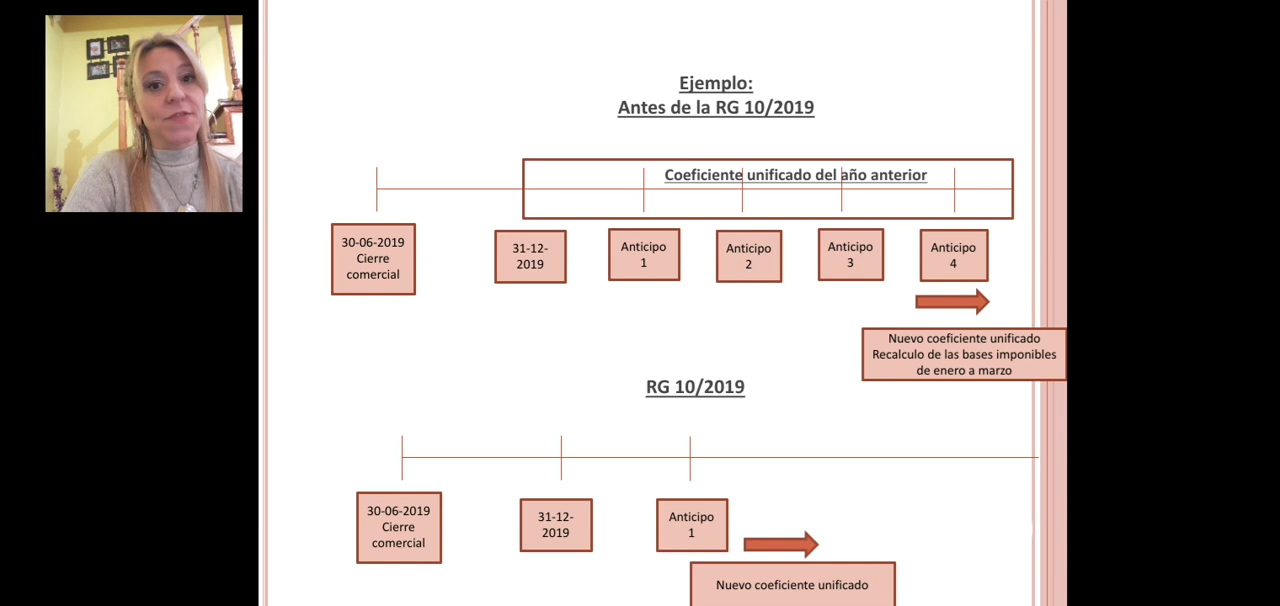 Ejemplo:
Antes de la RG 10/2019
Coeficiente unificado del año anterior
30-06-2019
Cierre
comercial
31-12-
2019
Anticipo
1
Anticipo
2
Anticipo
3
Anticipo
4
Nuevo coeficiente unificado
Recalculo de las bases imponibles
de enero a marzo
RG 10/2019
30-06-2019
Cierre
comercial
31-12-
2019
Anticipo
1
Nuevo coeficiente unificado